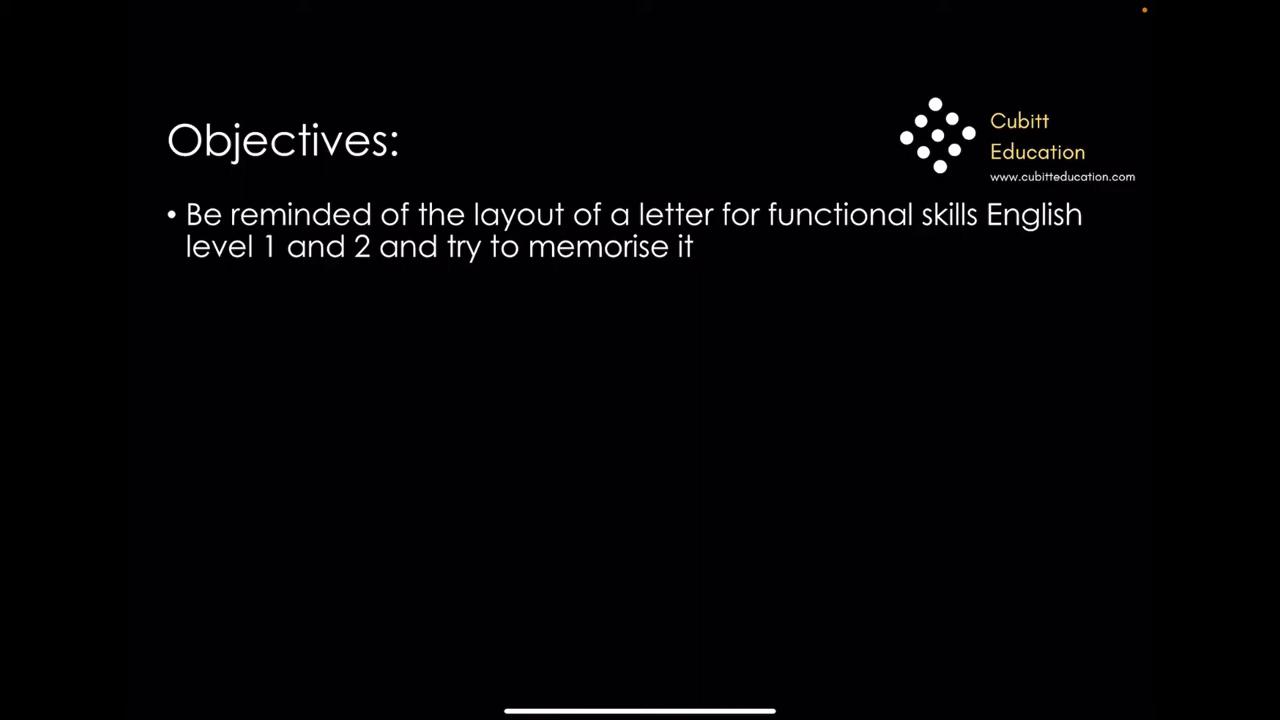 Objectives:
Cubitt
Education
www.cubitteducation.com
• Be reminded of the layout of a letter for functional skills English
level 1 and 2 and try to memorise it